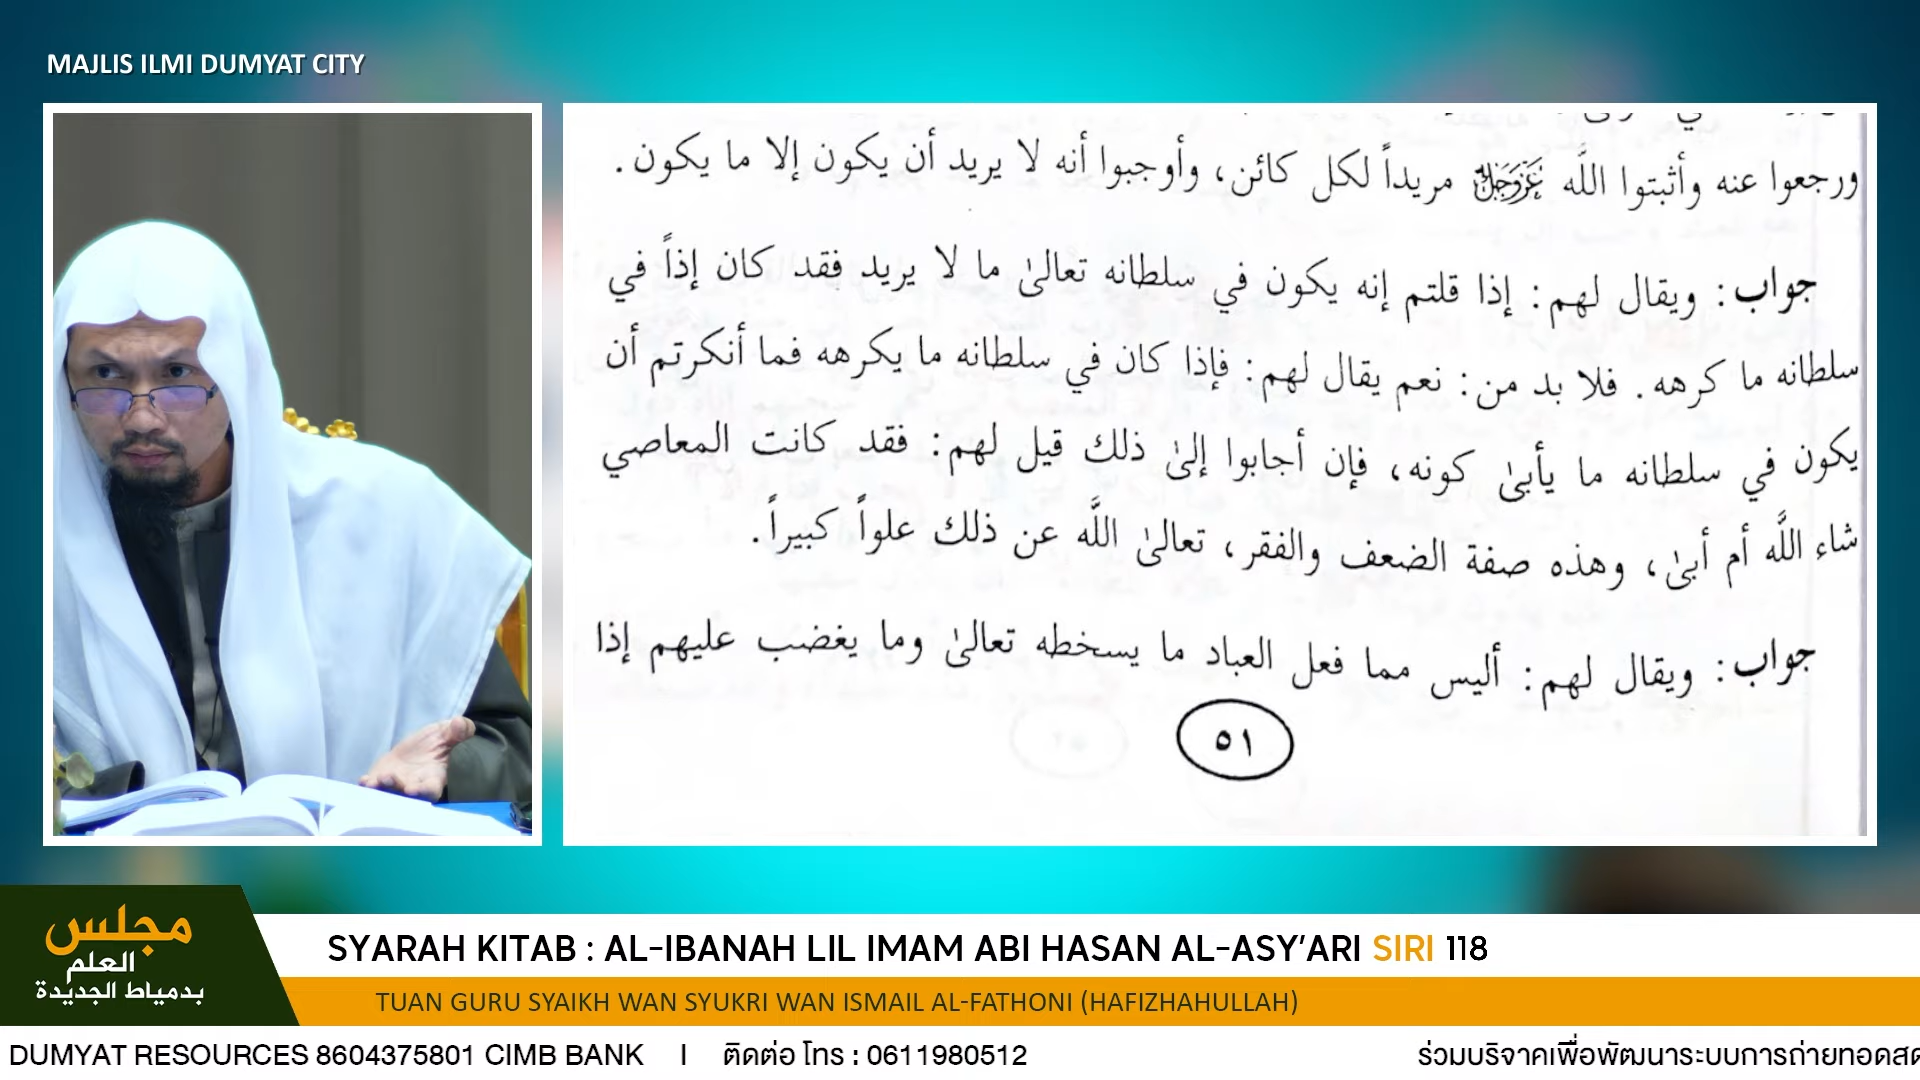 MAJLIS ILMI DUMYAT CITY
ورجعوا عنه وأثبتوا اللَّه عَزَّوَجَلَّ مريداً لكل كائن، وأوجبوا أنه لا يريد أن يكون إلا ما يكون.
جواب: ويقال لهم: إذا قلتم إنه يكون في سلطانه تعالىٰ ما لا يريد فقد كان إذاً في
سلطانه ما كرهه. فلا بد من: نعم يقال لهم: فإذا كان في سلطانه ما يكرهه فما أنكرتم أن
يكون في سلطانه ما يأبىٰ كونه، فإن أجابوا إلىٰ ذلك قيل لهم: فقد كانت المعاصي
شاء اللَّه أم أبىٰ، وهذه صفة الضعف والفقر، تعالىٰ اللَّه عن ذلك علواً كبيراً.
جواب: ويقال لهم: أليس مما فعل العباد ما يسخطه تعالىٰ وما يغضب عليهم إذا
٥١
مجلس
العلم
بدمياط الجديدة
SYARAH KITAB : AL-IBANAH LIL IMAM ABI HASAN AL-ASY'ARI SIRI 118
TUAN GURU SYAIKH WAN SYUKRI WAN ISMAIL AL-FATHONI (HAFIZHAHULLAH)
DUMYAT RESOURCES 8604375801 CIMB BANK I ติดต่อ โทร : 0611980512 ร่วมบริจาคเพื่อพัฒนาระบบการถ่ายทอดสด